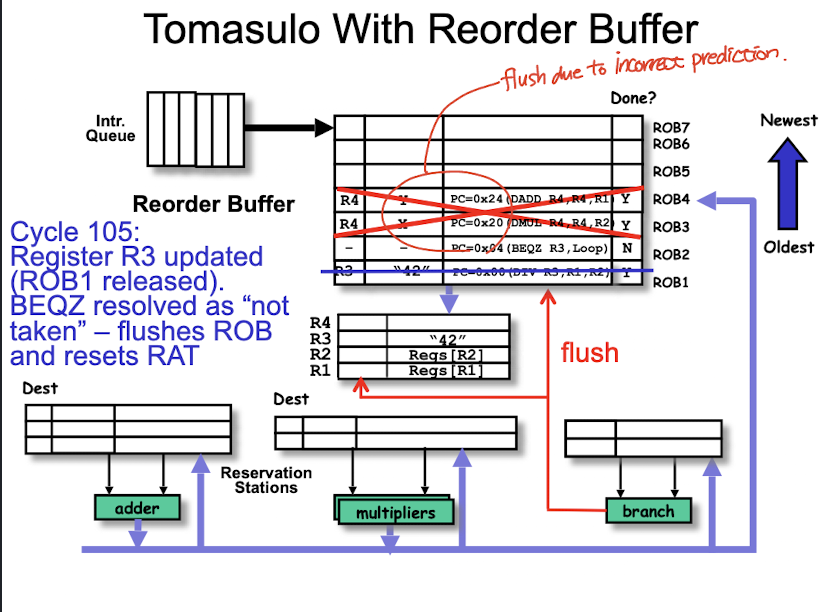 Tomasulo With Reorder Buffer
flush due to incorrect prediction.
Done?
Intr.
Queue
Newest
ROB7
ROB6
ROB5
Reorder Buffer
R4 Y PC=0x24(DADD R4,R4,R1) Y ROB4
R4 X PC=0x20(DMUL R4,R4,R2) Y ROB3
- - PC=0x04(BEQZ R3,Loop) N ROB2
R3 "42" PC=0x00(DIV R3,R1,R2) Y ROB1
Oldest
Cycle 105:
Register R3 updated
(ROB1 released).
BEQZ resolved as “not
taken” – flushes ROB
and resets RAT
R4
R3 "42"
R2 Regs[R2]
R1 Regs[R1]
flush
Dest
Dest
Reservation
Stations
adder
multipliers
branch